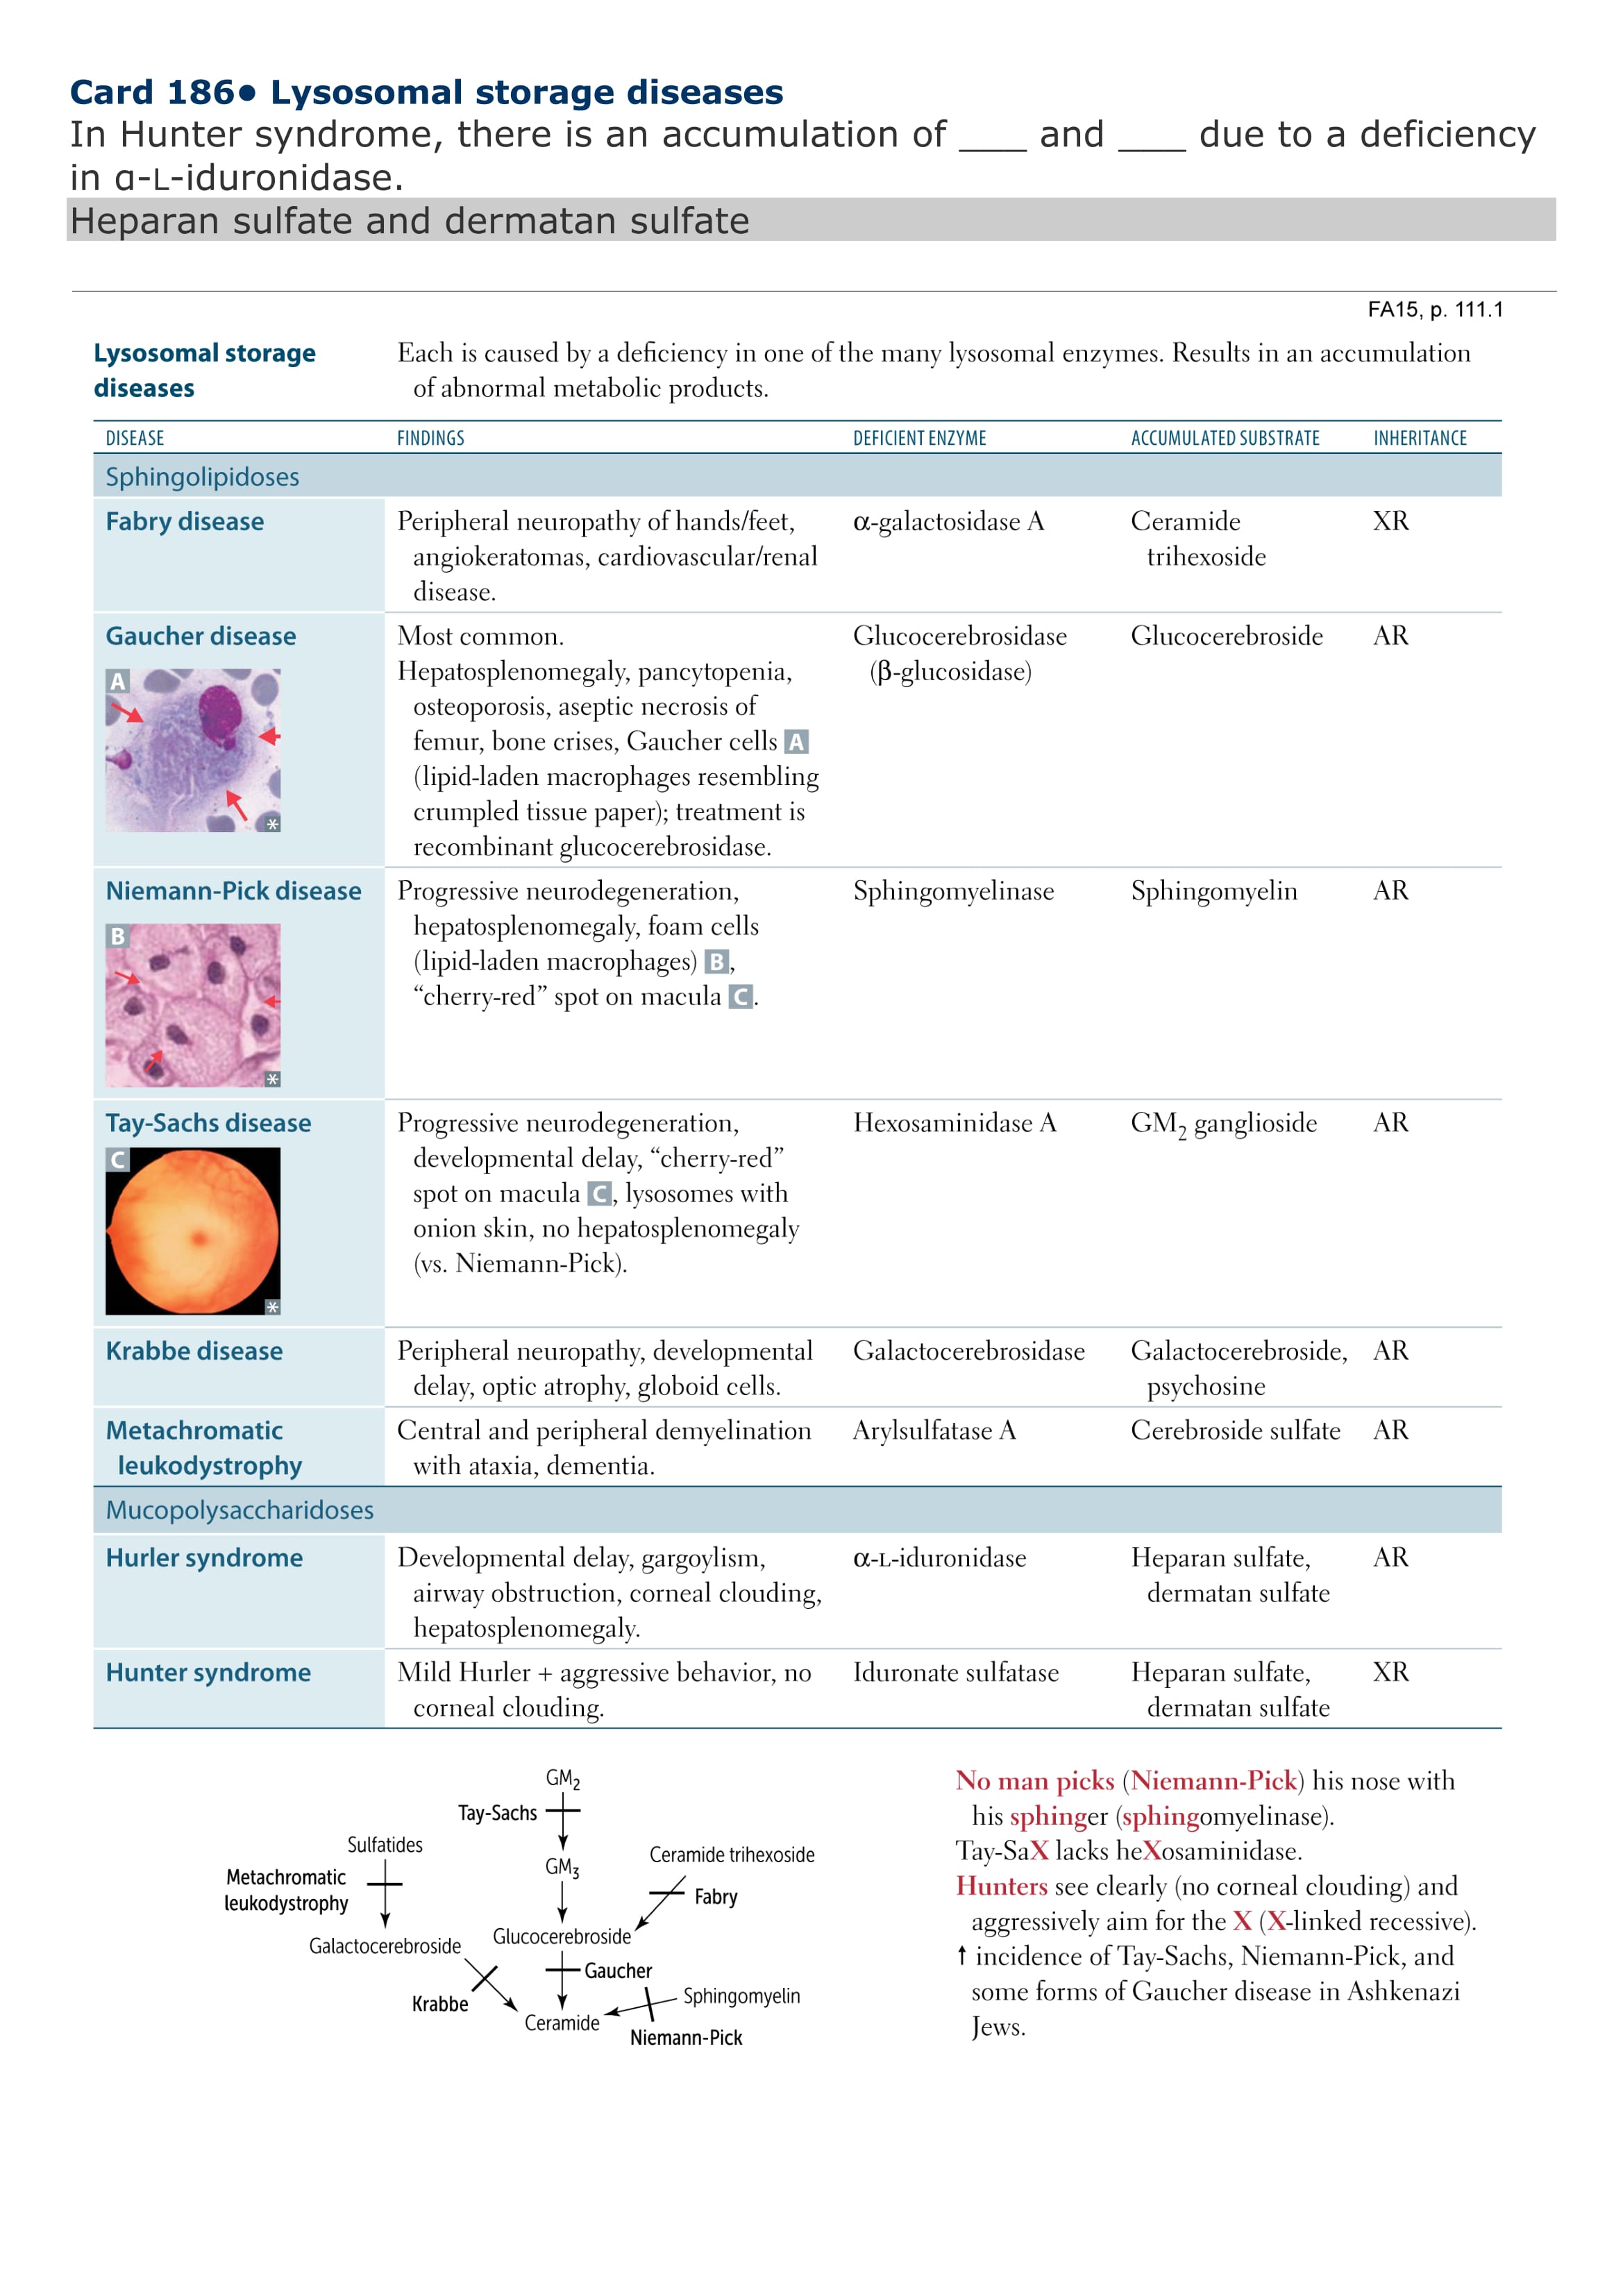 Card 186• Lysosomal storage diseases
In Hunter syndrome, there is an accumulation of ___ and ___ due to a deficiency
in α-L-iduronidase.
Heparan sulfate and dermatan sulfate
FA15, p. 111.1
Lysosomal storage
diseases
Each is caused by a deficiency in one of the many lysosomal enzymes. Results in an accumulation
of abnormal metabolic products.
DISEASE FINDINGS DEFICIENT ENZYME ACCUMULATED SUBSTRATE INHERITANCE
Sphingolipidoses
Fabry disease
Peripheral neuropathy of hands/feet,
angiokeratomas, cardiovascular/renal
disease.
α-galactosidase A
Ceramide
trihexoside
XR
Gaucher disease
A
*
Most common.
Hepatosplenomegaly, pancytopenia,
osteoporosis, aseptic necrosis of
femur, bone crises, Gaucher cells A
(lipid-laden macrophages resembling
crumpled tissue paper); treatment is
recombinant glucocerebrosidase.
Glucocerebrosidase
(β-glucosidase)
Glucocerebroside
AR
Niemann-Pick disease
B
*
Progressive neurodegeneration,
hepatosplenomegaly, foam cells
(lipid-laden macrophages) B,
“cherry-red” spot on macula C.
Sphingomyelinase
Sphingomyelin
AR
Tay-Sachs disease
C
*
Progressive neurodegeneration,
developmental delay, “cherry-red”
spot on macula C, lysosomes with
onion skin, no hepatosplenomegaly
(vs. Niemann-Pick).
Hexosaminidase A
GM₂ ganglioside
AR
Krabbe disease
Peripheral neuropathy, developmental
delay, optic atrophy, globoid cells.
Galactocerebrosidase
Galactocerebroside,
psychosine
AR
Metachromatic
leukodystrophy
Central and peripheral demyelination
with ataxia, dementia.
Arylsulfatase A
Cerebroside sulfate
AR
Mucopolysaccharidoses
Hurler syndrome
Developmental delay, gargoylism,
airway obstruction, corneal clouding,
hepatosplenomegaly.
α-L-iduronidase
Heparan sulfate,
dermatan sulfate
AR
Hunter syndrome
Mild Hurler + aggressive behavior, no
corneal clouding.
Iduronate sulfatase
Heparan sulfate,
dermatan sulfate
XR
GM₂
Tay-Sachs
Sulfatides
Metachromatic
leukodystrophy
GM₃
Ceramide trihexoside
Fabry
Galactocerebroside
Glucocerebroside
Gaucher
Krabbe
Sphingomyelin
Ceramide
Niemann-Pick
No man picks (Niemann-Pick) his nose with
his sphinger (sphingomyelinase).
Tay-SaX lacks heXosaminidase.
Hunters see clearly (no corneal clouding) and
aggressively aim for the X (X-linked recessive).
↑ incidence of Tay-Sachs, Niemann-Pick, and
some forms of Gaucher disease in Ashkenazi
Jews.